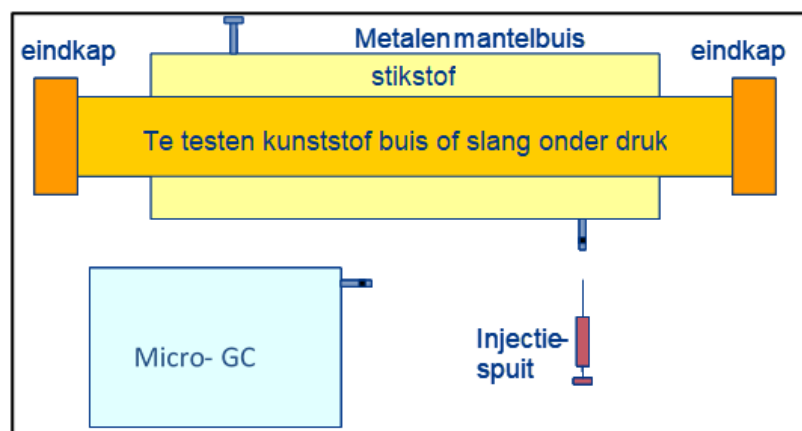 Metalen mantelbuis
eindkap
eindkap
stikstof
Te testen kunststof buis of slang onder druk
Micro- GC
Injectie-
spuit